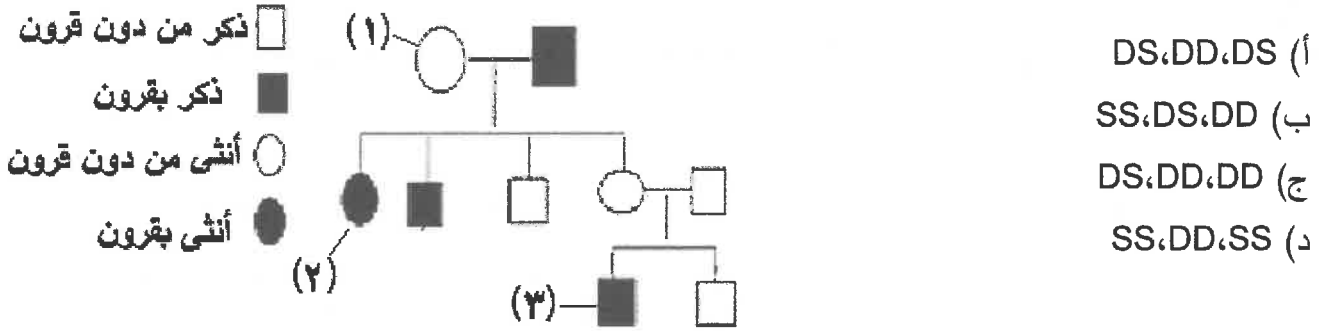 ذكر من دون قرون
ذكر بقرون
أنثى من دون قرون
أنثى بقرون
(١)
(٢)
(٣)
أ) DS،DD،DS
ب) SS،DS،DD
ج) DS،DD،DD
د) SS،DD،SS